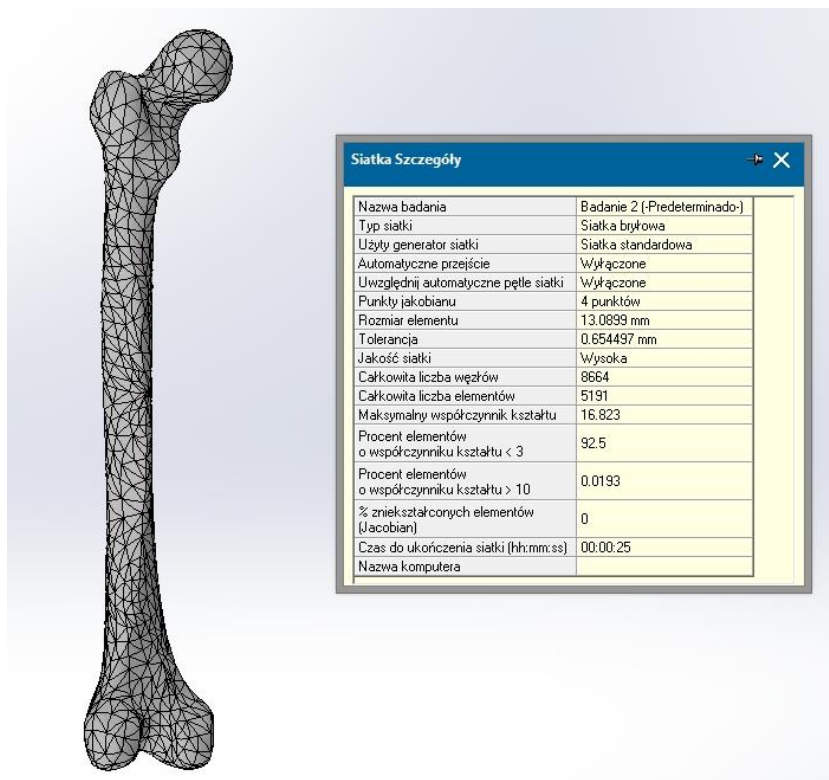 Siatka Szczegóły
Nazwa badania Badanie 2 (-Predeterminado-)
Typ siatki Siatka bryłowa
Użyty generator siatki Siatka standardowa
Automatyczne przejście Wyłączone
Uwzględnij automatyczne pętle siatki Wyłączone
Punkty jakobianu 4 punktów
Rozmiar elementu 13.0899 mm
Tolerancja 0.654497 mm
Jakość siatki Wysoka
Całkowita liczba węzłów 8664
Całkowita liczba elementów 5191
Maksymalny współczynnik kształtu 16.823
Procent elementów
o współczynniku kształtu < 3 92.5
Procent elementów
o współczynniku kształtu > 10 0.0193
% zniekształconych elementów
(Jacobian) 0
Czas do ukończenia siatki (hh:mm:ss) 00:00:25
Nazwa komputera